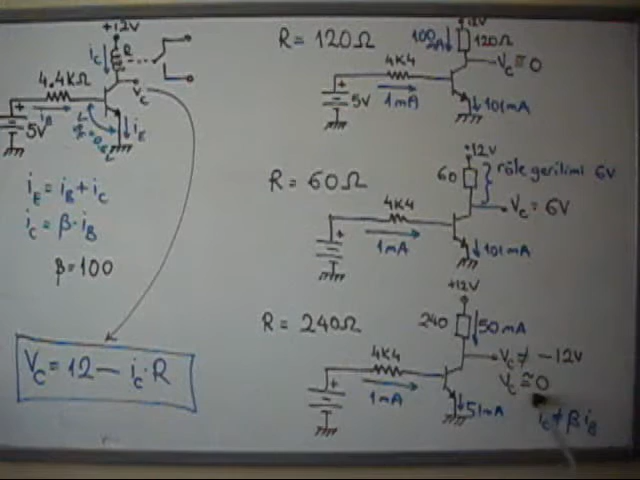 +12V
iC
R
4.4KΩ
VC
iB
5V
iE
iE = iB + iC
iC = β·iB
β = 100
VC = 12 — iC·R
R = 120Ω
12V
100mA
120Ω
VC ≅ 0
4K4
1mA
5V
101mA
R = 60Ω
+12V
60
röle gerilimi 6V
VC = 6V
4K4
1mA
101mA
R = 240Ω
+12V
240
50mA
VC ≠ -12V
VC ≅ 0
4K4
1mA
51mA
iC ≠ β iB